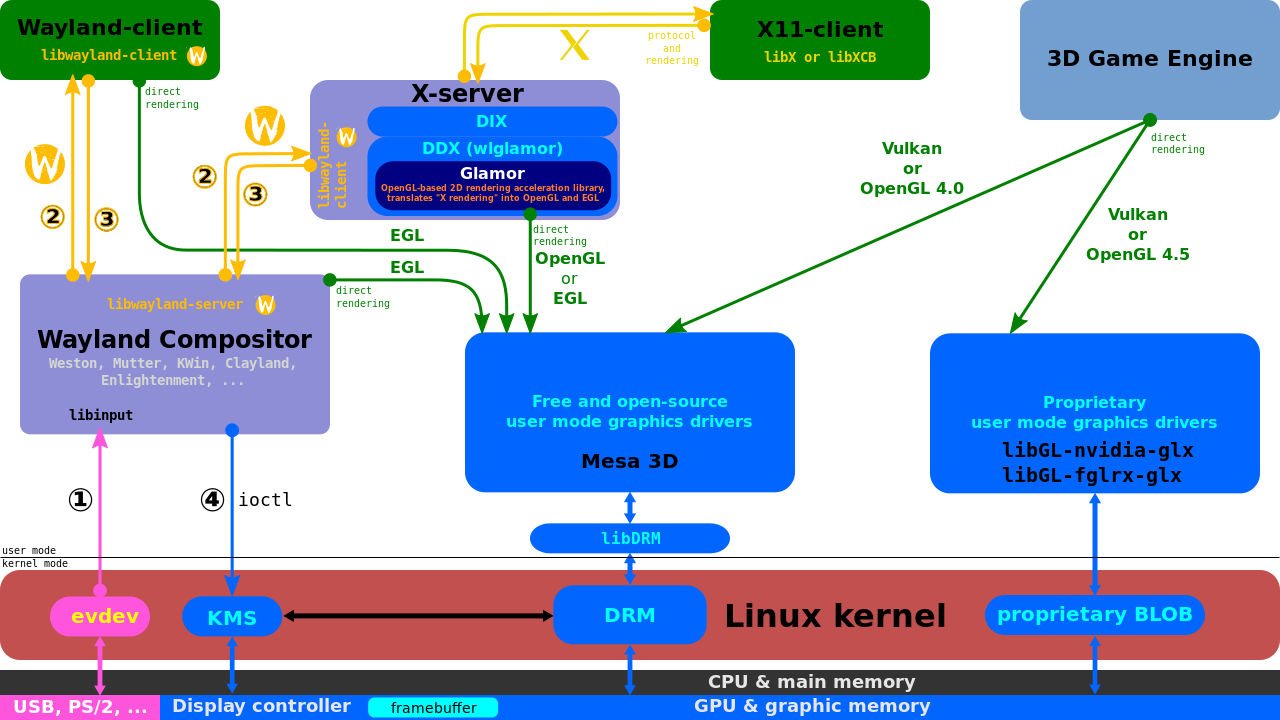 Wayland-client
libwayland-client W
direct
rendering
X
protocol
and
rendering
X11-client
libX or libXCB
3D Game Engine
X-server
libwayland-
client
W
DIX
DDX (wlglamor)
Glamor
OpenGL-based 2D rendering acceleration library,
translates "X rendering" into OpenGL and EGL
W
W
②
③
②
③
direct
rendering
Vulkan
or
OpenGL 4.0
direct
rendering
Vulkan
or
OpenGL 4.5
EGL
EGL
OpenGL
or
EGL
direct
rendering
libwayland-server W
Wayland Compositor
Weston, Mutter, KWin, Clayland,
Enlightenment, ...
libinput
Free and open-source
user mode graphics drivers
Mesa 3D
Proprietary
user mode graphics drivers
libGL-nvidia-glx
libGL-fglrx-glx
①
④ ioctl
libDRM
user mode
kernel mode
evdev
KMS
DRM
Linux kernel
proprietary BLOB
CPU & main memory
USB, PS/2, ...
Display controller
framebuffer
GPU & graphic memory